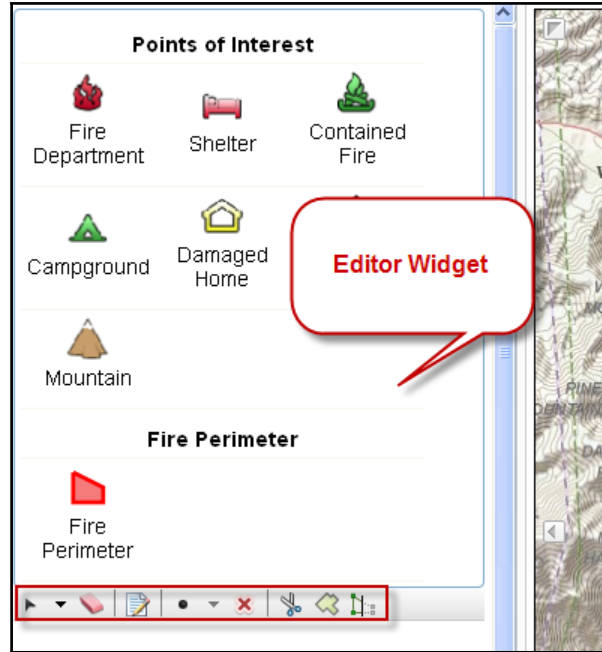 Points of Interest
Fire
Department
Shelter
Contained
Fire
Campground
Damaged
Home
Editor Widget
Mountain
Fire Perimeter
Fire
Perimeter